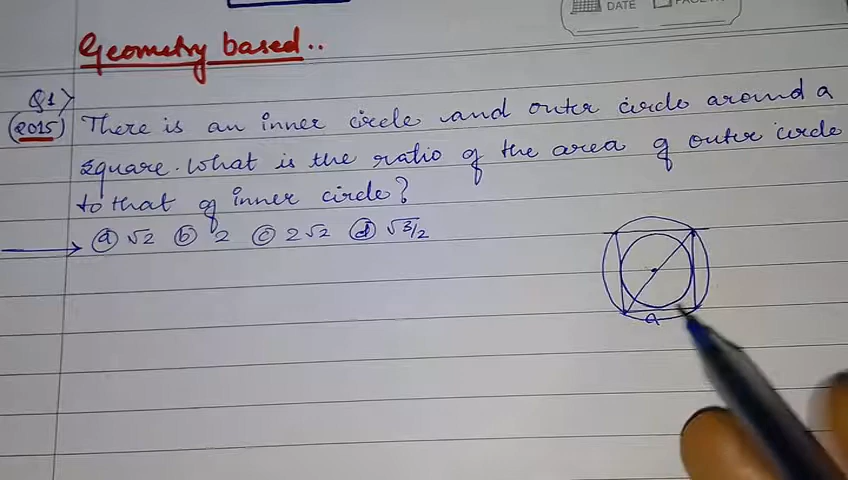 DATE
Geometry based..
Q1>
(2015) There is an inner circle and outer circle around a
square. What is the ratio of the area of outer circle
to that of inner circle?
(a) √2 (b) 2 (c) 2√2 (d) √3/2
a